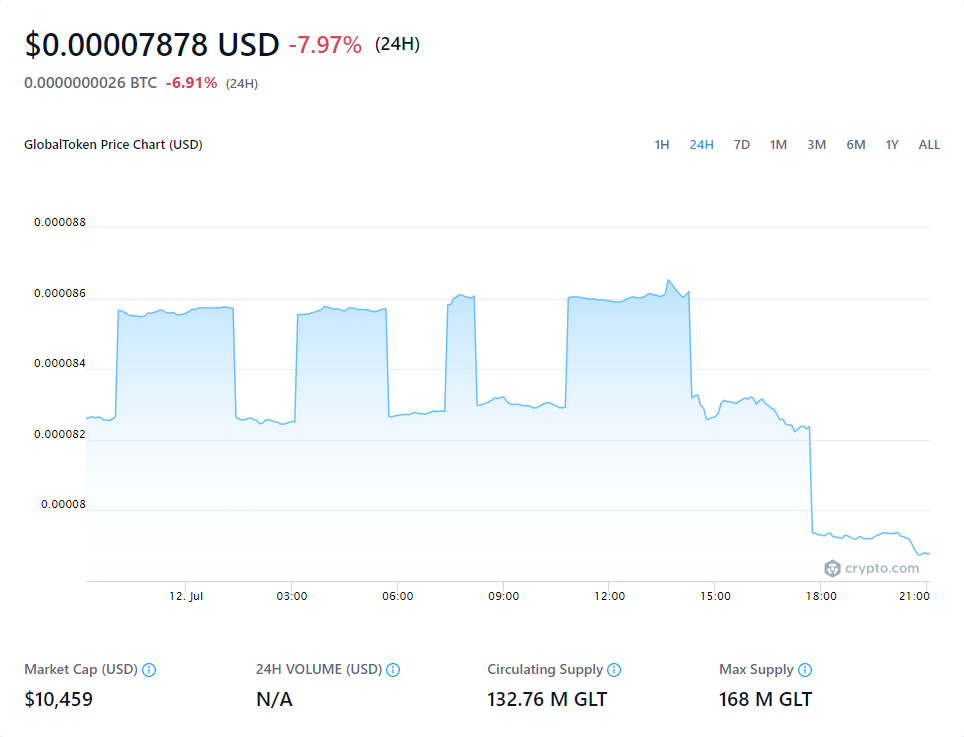 $0.00007878 USD -7.97% (24H)
0.0000000026 BTC -6.91% (24H)
GlobalToken Price Chart (USD) 1H 24H 7D 1M 3M 6M 1Y ALL
0.000088
0.000086
0.000084
0.000082
0.00008
crypto.com
12. Jul 03:00 06:00 09:00 12:00 15:00 18:00 21:00
Market Cap (USD) 24H VOLUME (USD) Circulating Supply Max Supply
$10,459 N/A 132.76 M GLT 168 M GLT